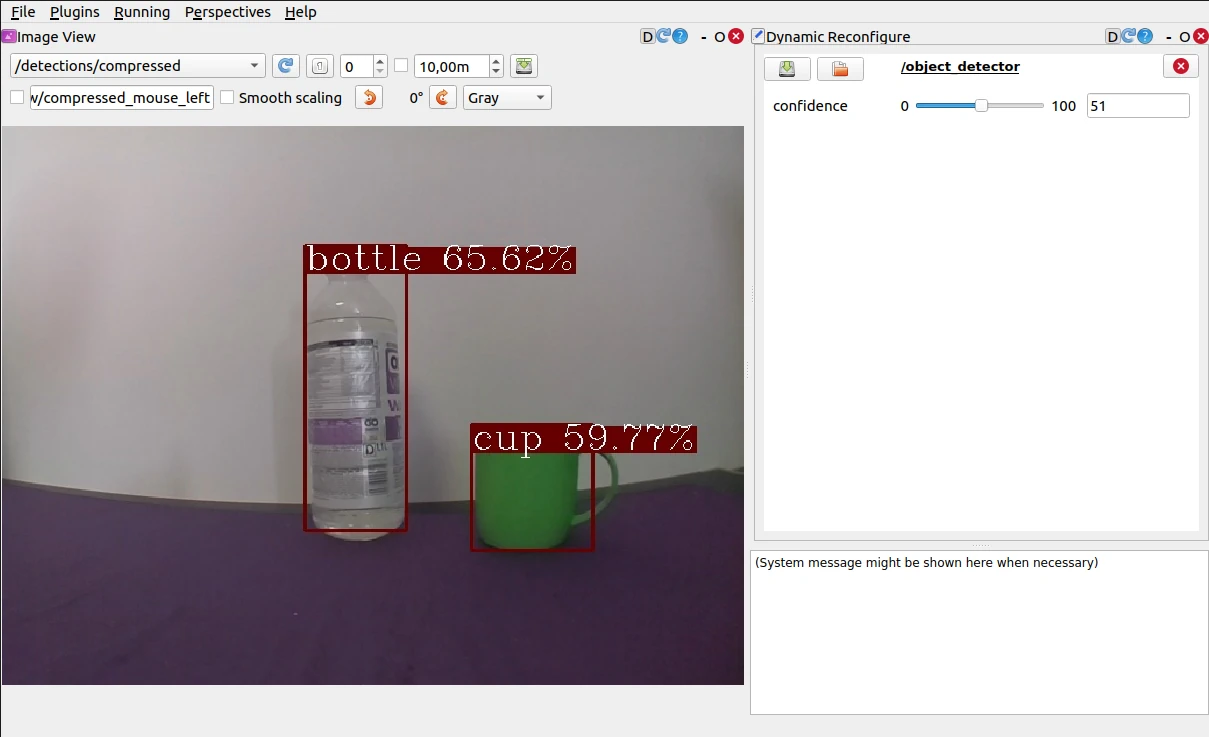 File Plugins Running Perspectives Help
Image View
D ? - O
Dynamic Reconfigure
D ? - O
/detections/compressed
0
10,00m
w/compressed_mouse_left
Smooth scaling
0°
Gray
/object_detector
confidence 0 100 51
bottle 65.62%
cup 59.77%
(System message might be shown here when necessary)